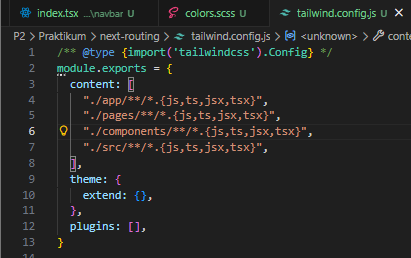 index.tsx ...\navbar
colors.scss
tailwind.config.js
P2 > Praktikum > next-routing > tailwind.config.js > <unknown> > conte
1 /** @type {import('tailwindcss').Config} */
2 module.exports = {
3 content: [
4 "./app/**/*.{js,ts,jsx,tsx}",
5 "./pages/**/*.{js,ts,jsx,tsx}",
6 "./components/**/*.{js,ts,jsx,tsx}",
7 "./src/**/*.{js,ts,jsx,tsx}",
8 ],
9 theme: {
10 extend: {},
11 },
12 plugins: [],
13 }